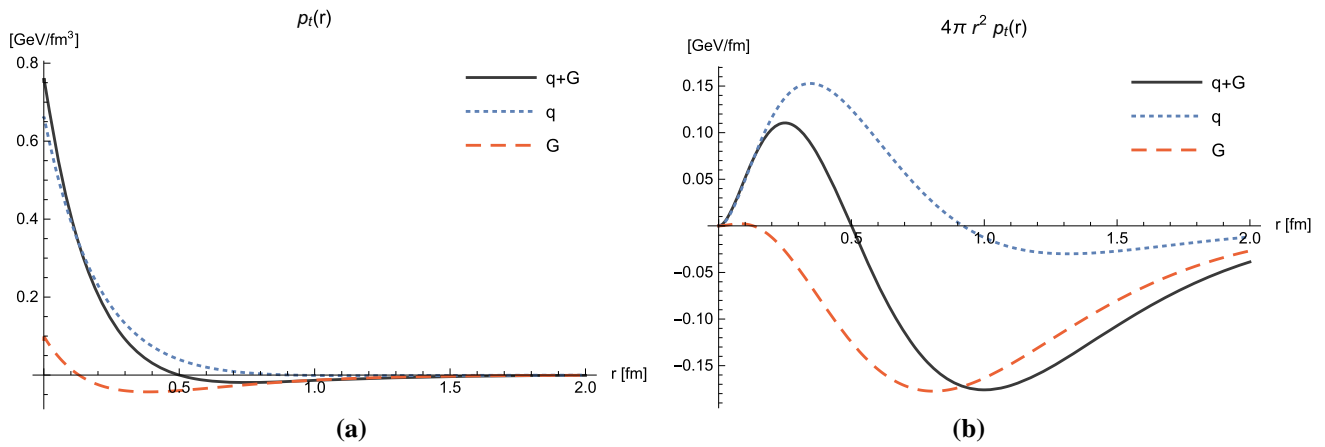 pₜ(r)
[GeV/fm³]
0.8
0.6
0.4
0.2
0.5
1.0
1.5
2.0
r [fm]
q+G
q
G
(a)
4π r² pₜ(r)
[GeV/fm]
0.15
0.10
0.05
−0.05
−0.10
−0.15
0.5
1.0
1.5
2.0
r [fm]
q+G
q
G
(b)